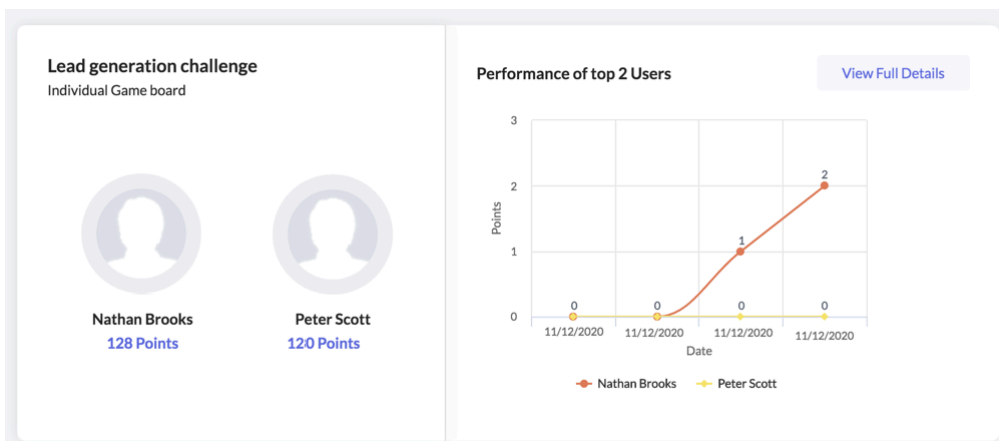 Lead generation challenge
Individual Game board
Nathan Brooks
Peter Scott
128 Points
120 Points
Performance of top 2 Users
View Full Details
3
2
1
0
Points
2
1
0
0
0
0
11/12/2020
11/12/2020
11/12/2020
11/12/2020
Date
Nathan Brooks
Peter Scott